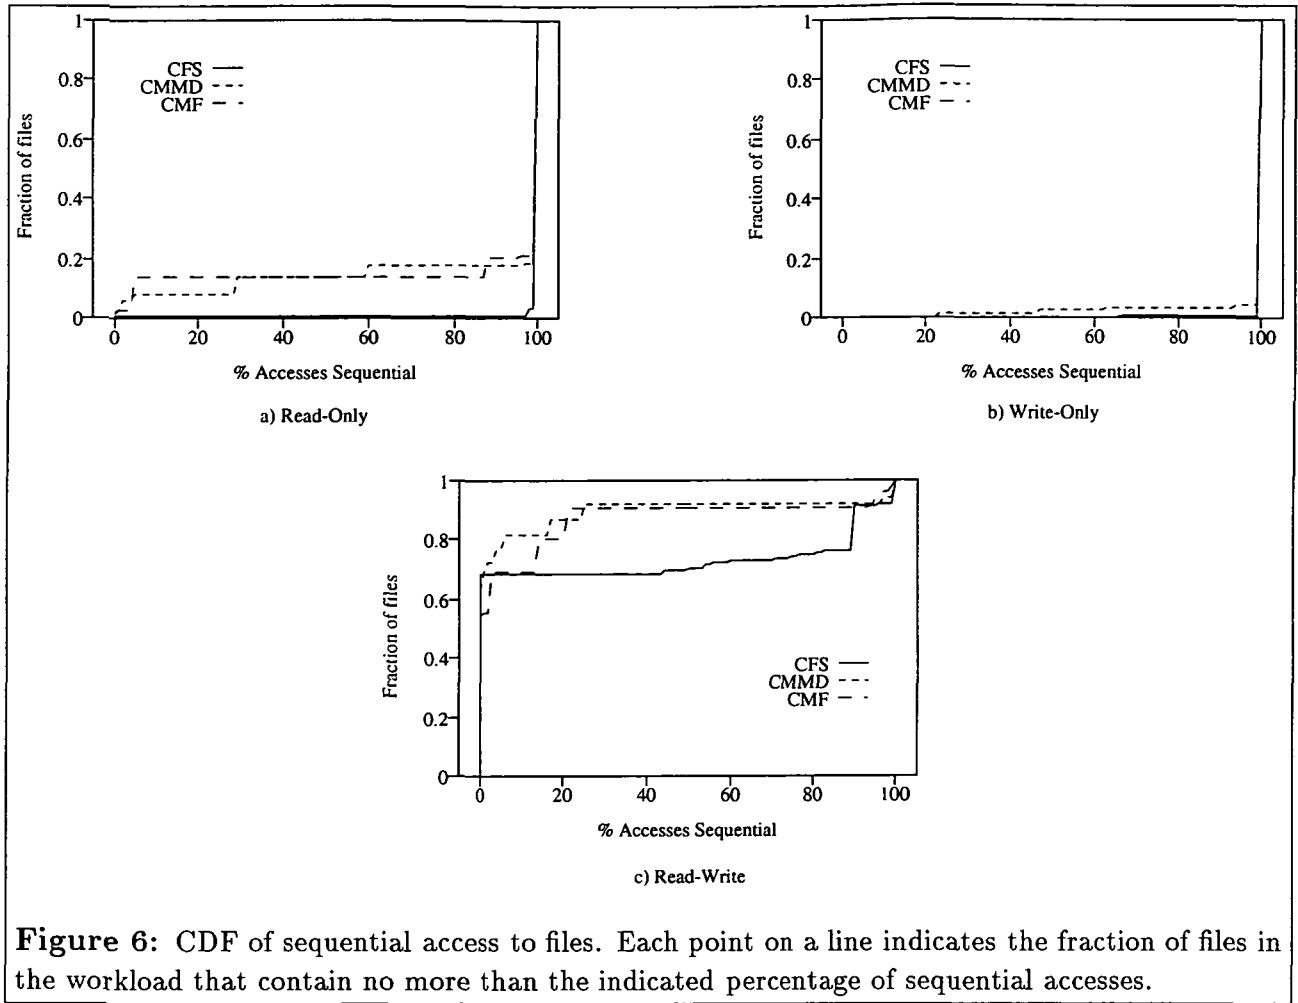 1
0.8
0.6
0.4
0.2
0
Fraction of files
CFS
CMMD
CMF
0 20 40 60 80 100
% Accesses Sequential
a) Read-Only
1
0.8
0.6
0.4
0.2
0
Fraction of files
CFS
CMMD
CMF
0 20 40 60 80 100
% Accesses Sequential
b) Write-Only
1
0.8
0.6
0.4
0.2
0
Fraction of files
CFS
CMMD
CMF
0 20 40 60 80 100
% Accesses Sequential
c) Read-Write
Figure 6: CDF of sequential access to files. Each point on a line indicates the fraction of files in
the workload that contain no more than the indicated percentage of sequential accesses.